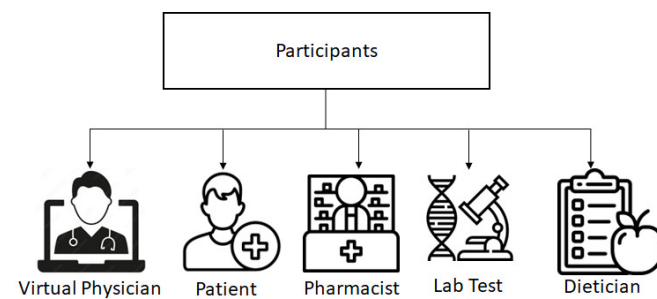 Participants
Virtual Physician
Patient
Pharmacist
Lab Test
Dietician